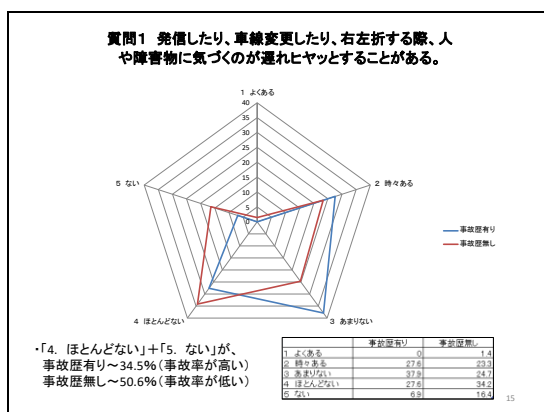 質問1 発信したり、車線変更したり、右左折する際、人
や障害物に気づくのが遅れヒヤッとすることがある。
1 よくある
40
35
30
25
20
15
10
5
0
5 ない
2 時々ある
事故歴有り
事故歴無し
4 ほとんどない
3 あまりない
・「4. ほとんどない」+「5. ない」が、
事故歴有り～34.5%(事故率が高い)
事故歴無し～50.6%(事故率が低い)
事故歴有り 事故歴無し
1 よくある 0 1.4
2 時々ある 27.6 23.3
3 あまりない 37.9 24.7
4 ほとんどない 27.6 34.2
5 ない 6.9 16.4
15